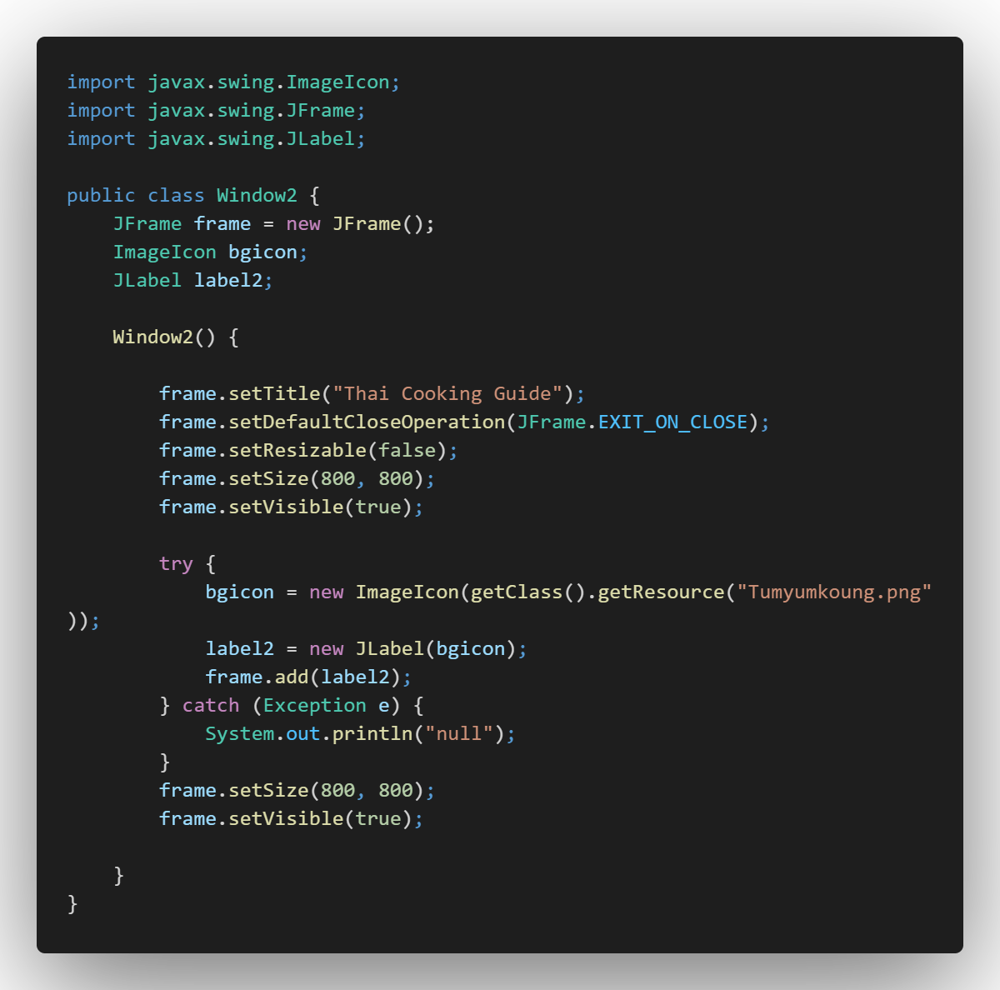 import javax.swing.ImageIcon;
import javax.swing.JFrame;
import javax.swing.JLabel;

public class Window2 {
    JFrame frame = new JFrame();
    ImageIcon bgicon;
    JLabel label2;

    Window2() {

        frame.setTitle("Thai Cooking Guide");
        frame.setDefaultCloseOperation(JFrame.EXIT_ON_CLOSE);
        frame.setResizable(false);
        frame.setSize(800, 800);
        frame.setVisible(true);

        try {
            bgicon = new ImageIcon(getClass().getResource("Tumyumkoung.png"
));
            label2 = new JLabel(bgicon);
            frame.add(label2);
        } catch (Exception e) {
            System.out.println("null");
        }
        frame.setSize(800, 800);
        frame.setVisible(true);

    }
}